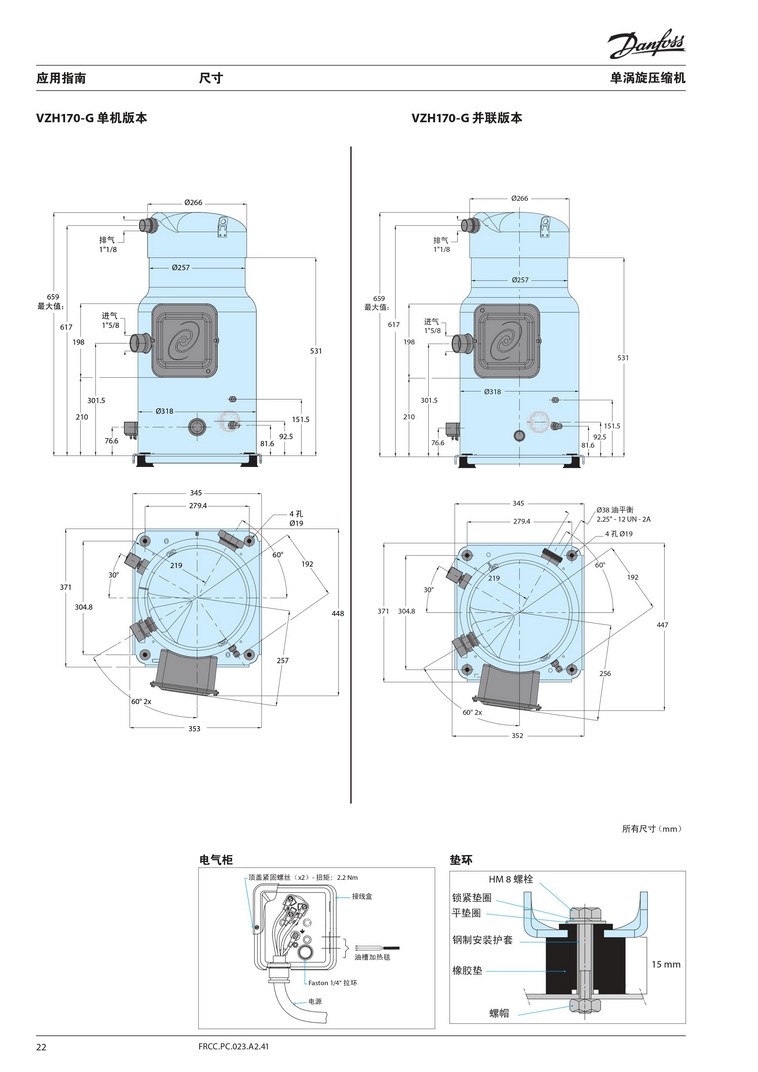 Danfoss
应用指南 尺寸 单涡旋压缩机
VZH170-G 单机版本
VZH170-G 并联版本
Ø266
排气
1"1/8
Ø257
659
最大值:
617
进气
1"5/8
198
531
301.5
210
Ø318
151.5
92.5
81.6
76.6
Ø266
排气
1"1/8
Ø257
659
最大值:
617
进气
1"5/8
198
531
301.5
210
Ø318
151.5
92.5
81.6
76.6
345
279.4
4 孔
Ø19
60°
192
219
30°
371
304.8
448
257
60° 2x
353
345
279.4
Ø38 油平衡
2.25" - 12 UN - 2A
4 孔 Ø19
60°
192
219
30°
371
304.8
447
256
60° 2x
352
所有尺寸（mm）
电气柜
顶盖紧固螺丝（x2）- 扭矩: 2.2 Nm
接线盒
油槽加热毯
Faston 1/4" 拉环
电源
垫环
HM 8 螺栓
锁紧垫圈
平垫圈
钢制安装护套
橡胶垫
15 mm
螺帽
22 FRCC.PC.023.A2.41